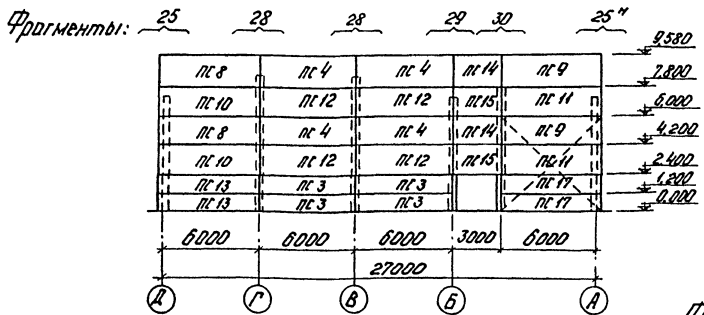 Фрагменты:
25 28 28 29 30 25н
9,580
пс 8 пс 4 пс 4 пс 14 пс 9
7.800
пс 10 пс 12 пс 12 пс 15 пс 11
6,000
пс 8 пс 4 пс 4 пс 14 пс 9
4.200
пс 10 пс 12 пс 12 пс 15 пс 11
2.400
пс 13 пс 3 пс 3 пс 17
1,200
пс 13 пс 3 пс 3 пс 17
0.000
6000 6000 6000 3000 6000
27000
Д Г В Б А